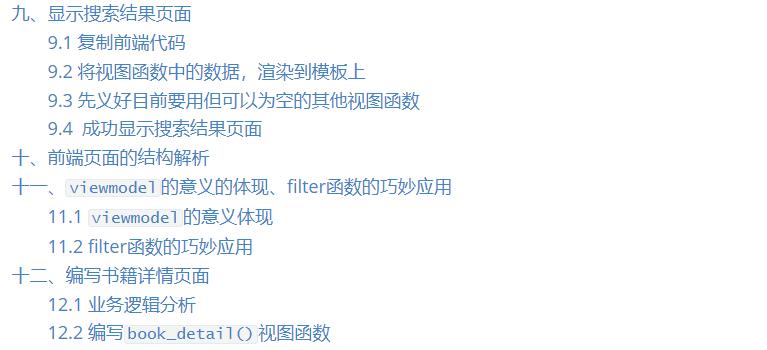 九、显示搜索结果页面
9.1 复制前端代码
9.2 将视图函数中的数据，渲染到模板上
9.3 先义好目前要用但可以为空的其他视图函数
9.4 成功显示搜索结果页面
十、前端页面的结构解析
十一、viewmodel的意义的体现、filter函数的巧妙应用
11.1 viewmodel的意义体现
11.2 filter函数的巧妙应用
十二、编写书籍详情页面
12.1 业务逻辑分析
12.2 编写book_detail()视图函数